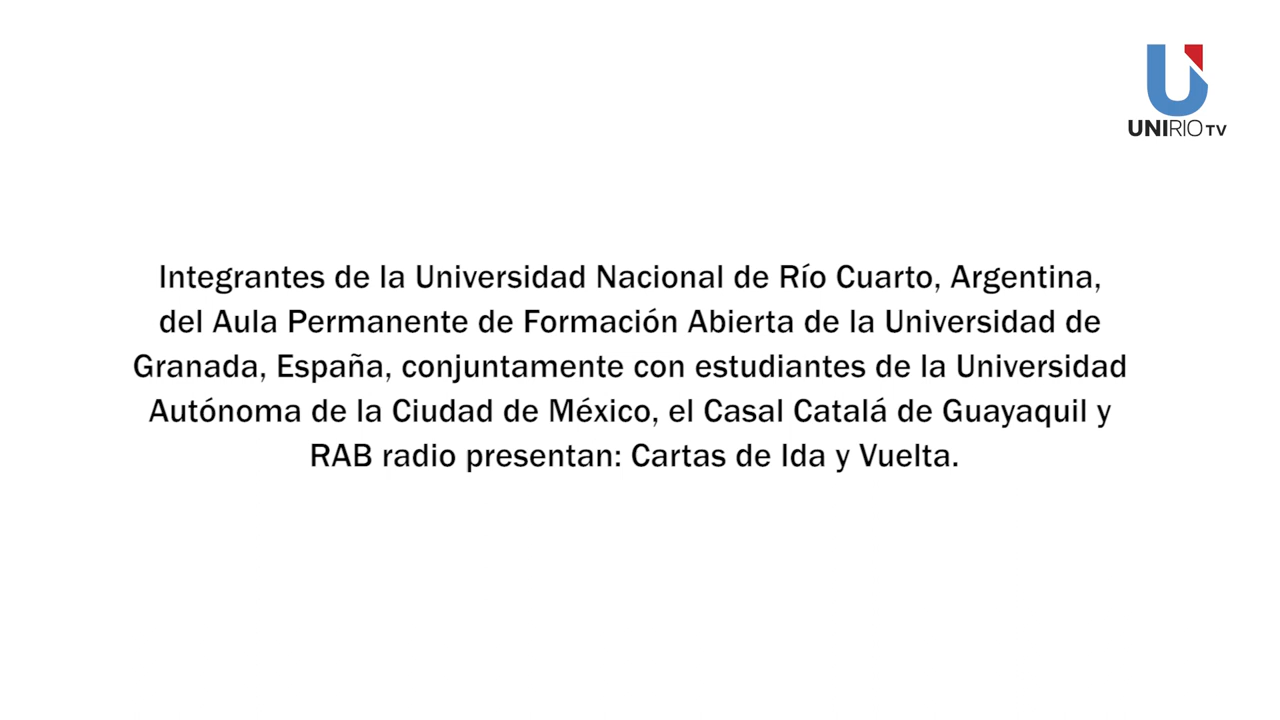 UNIRIO TV
Integrantes de la Universidad Nacional de Río Cuarto, Argentina,
del Aula Permanente de Formación Abierta de la Universidad de
Granada, España, conjuntamente con estudiantes de la Universidad
Autónoma de la Ciudad de México, el Casal Catalá de Guayaquil y
RAB radio presentan: Cartas de Ida y Vuelta.